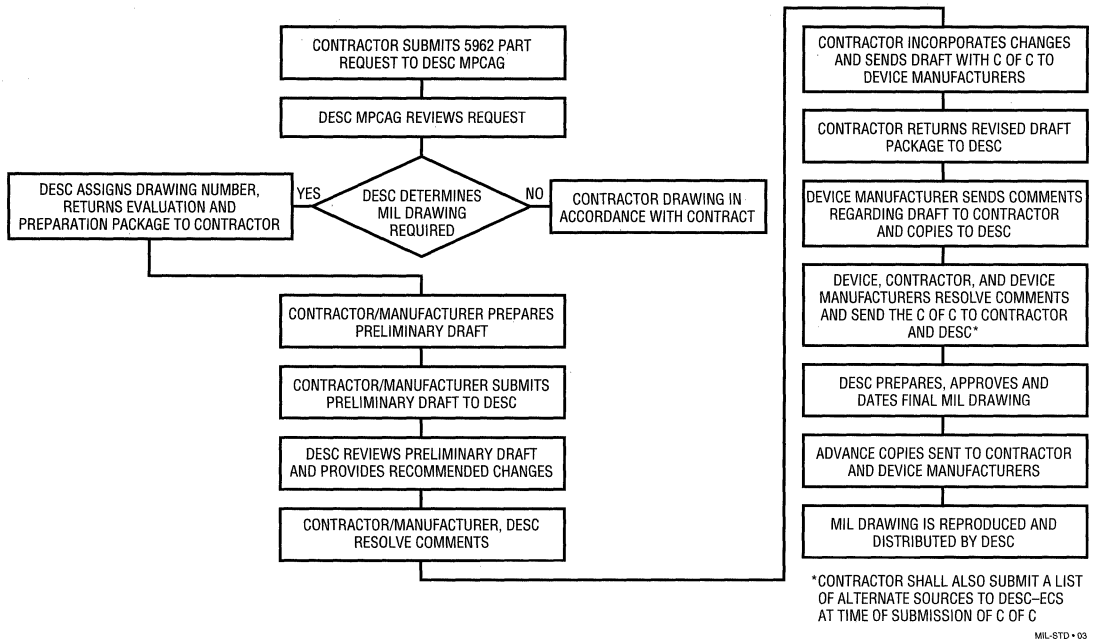 CONTRACTOR SUBMITS 5962 PART
REQUEST TO DESC MPCAG
DESC MPCAG REVIEWS REQUEST
DESC DETERMINES
MIL DRAWING
REQUIRED
YES
NO
DESC ASSIGNS DRAWING NUMBER,
RETURNS EVALUATION AND
PREPARATION PACKAGE TO CONTRACTOR
CONTRACTOR DRAWING IN
ACCORDANCE WITH CONTRACT
CONTRACTOR/MANUFACTURER PREPARES
PRELIMINARY DRAFT
CONTRACTOR/MANUFACTURER SUBMITS
PRELIMINARY DRAFT TO DESC
DESC REVIEWS PRELIMINARY DRAFT
AND PROVIDES RECOMMENDED CHANGES
CONTRACTOR/MANUFACTURER, DESC
RESOLVE COMMENTS
CONTRACTOR INCORPORATES CHANGES
AND SENDS DRAFT WITH C OF C TO
DEVICE MANUFACTURERS
CONTRACTOR RETURNS REVISED DRAFT
PACKAGE TO DESC
DEVICE MANUFACTURER SENDS COMMENTS
REGARDING DRAFT TO CONTRACTOR
AND COPIES TO DESC
DEVICE, CONTRACTOR, AND DEVICE
MANUFACTURERS RESOLVE COMMENTS
AND SEND THE C OF C TO CONTRACTOR
AND DESC*
DESC PREPARES, APPROVES AND
DATES FINAL MIL DRAWING
ADVANCE COPIES SENT TO CONTRACTOR
AND DEVICE MANUFACTURERS
MIL DRAWING IS REPRODUCED AND
DISTRIBUTED BY DESC
*CONTRACTOR SHALL ALSO SUBMIT A LIST
OF ALTERNATE SOURCES TO DESC–ECS
AT TIME OF SUBMISSION OF C OF C
MIL-STD • 03